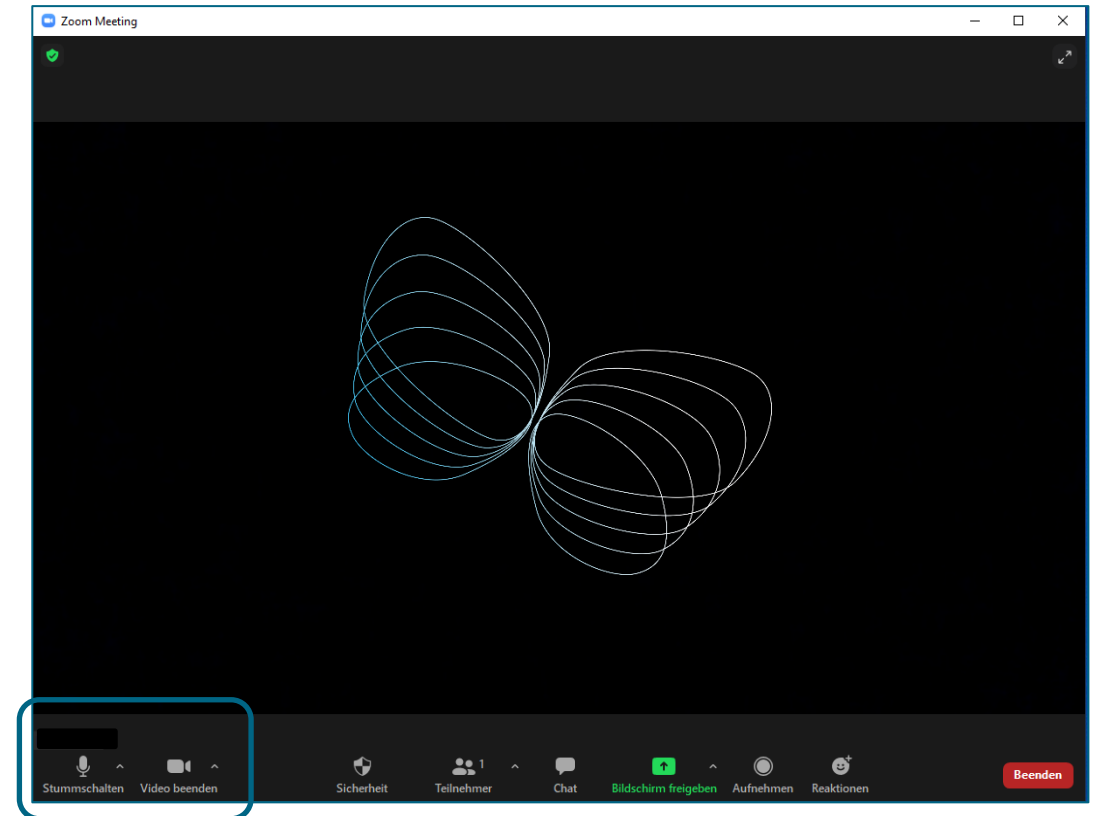 Zoom Meeting
1
Stummschalten Video beenden Sicherheit Teilnehmer Chat Bildschirm freigeben Aufnehmen Reaktionen Beenden